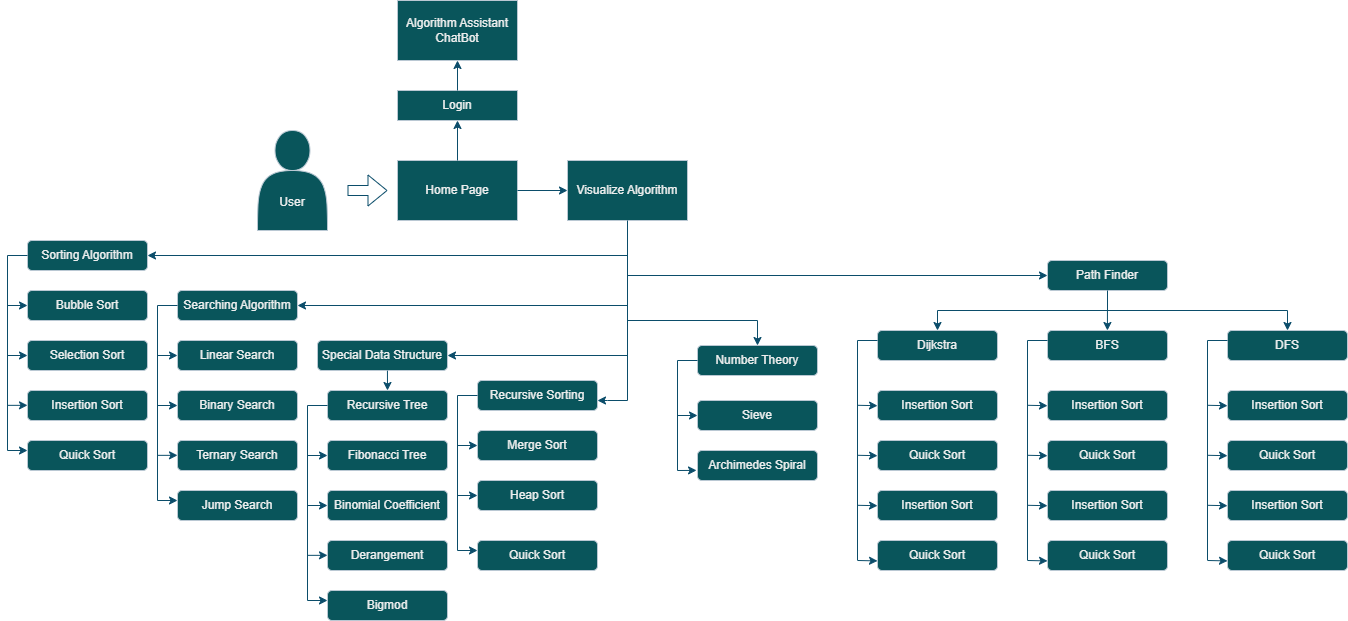 Algorithm Assistant
ChatBot
Login
User
Home Page
Visualize Algorithm
Sorting Algorithm
Bubble Sort
Selection Sort
Insertion Sort
Quick Sort
Searching Algorithm
Linear Search
Binary Search
Ternary Search
Jump Search
Special Data Structure
Recursive Tree
Fibonacci Tree
Binomial Coefficient
Derangement
Bigmod
Recursive Sorting
Merge Sort
Heap Sort
Quick Sort
Number Theory
Sieve
Archimedes Spiral
Path Finder
Dijkstra
Insertion Sort
Quick Sort
Insertion Sort
Quick Sort
BFS
Insertion Sort
Quick Sort
Insertion Sort
Quick Sort
DFS
Insertion Sort
Quick Sort
Insertion Sort
Quick Sort